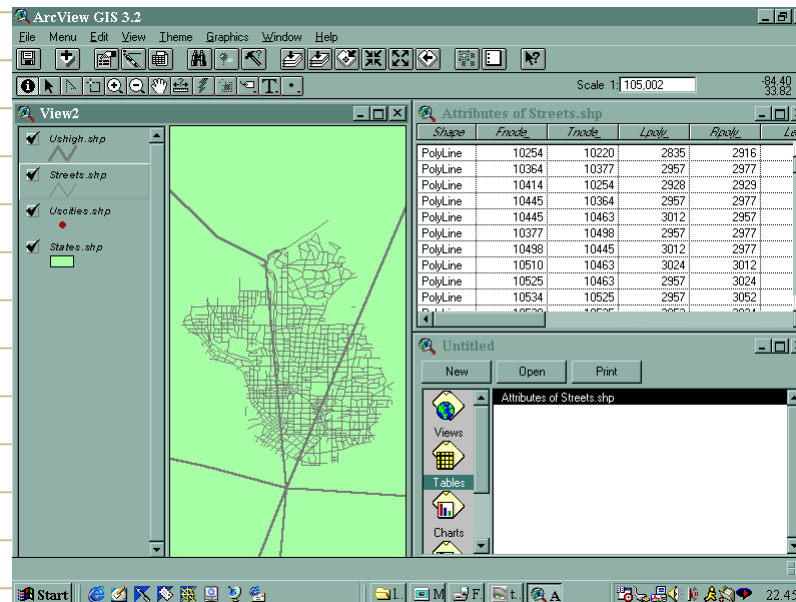 ArcView GIS 3.2
File Menu Edit View Theme Graphics Window Help
Scale 1: 105,002
-84.40
33.82
View2
Ushigh.shp
Streets.shp
Uscities.shp
States.shp
Attributes of Streets.shp
Shape Fnode_ Tnode_ Lpoly_ Rpoly_ Le
PolyLine 10254 10220 2835 2916
PolyLine 10364 10377 2957 2977
PolyLine 10414 10254 2928 2929
PolyLine 10445 10364 2957 2977
PolyLine 10445 10463 3012 2957
PolyLine 10377 10498 2957 2977
PolyLine 10498 10445 3012 2977
PolyLine 10510 10463 3024 3012
PolyLine 10525 10463 2957 3024
PolyLine 10534 10525 2957 3052
Untitled
New Open Print
Views
Tables
Charts
Attributes of Streets.shp
Start
1. M F. t. A
22.45